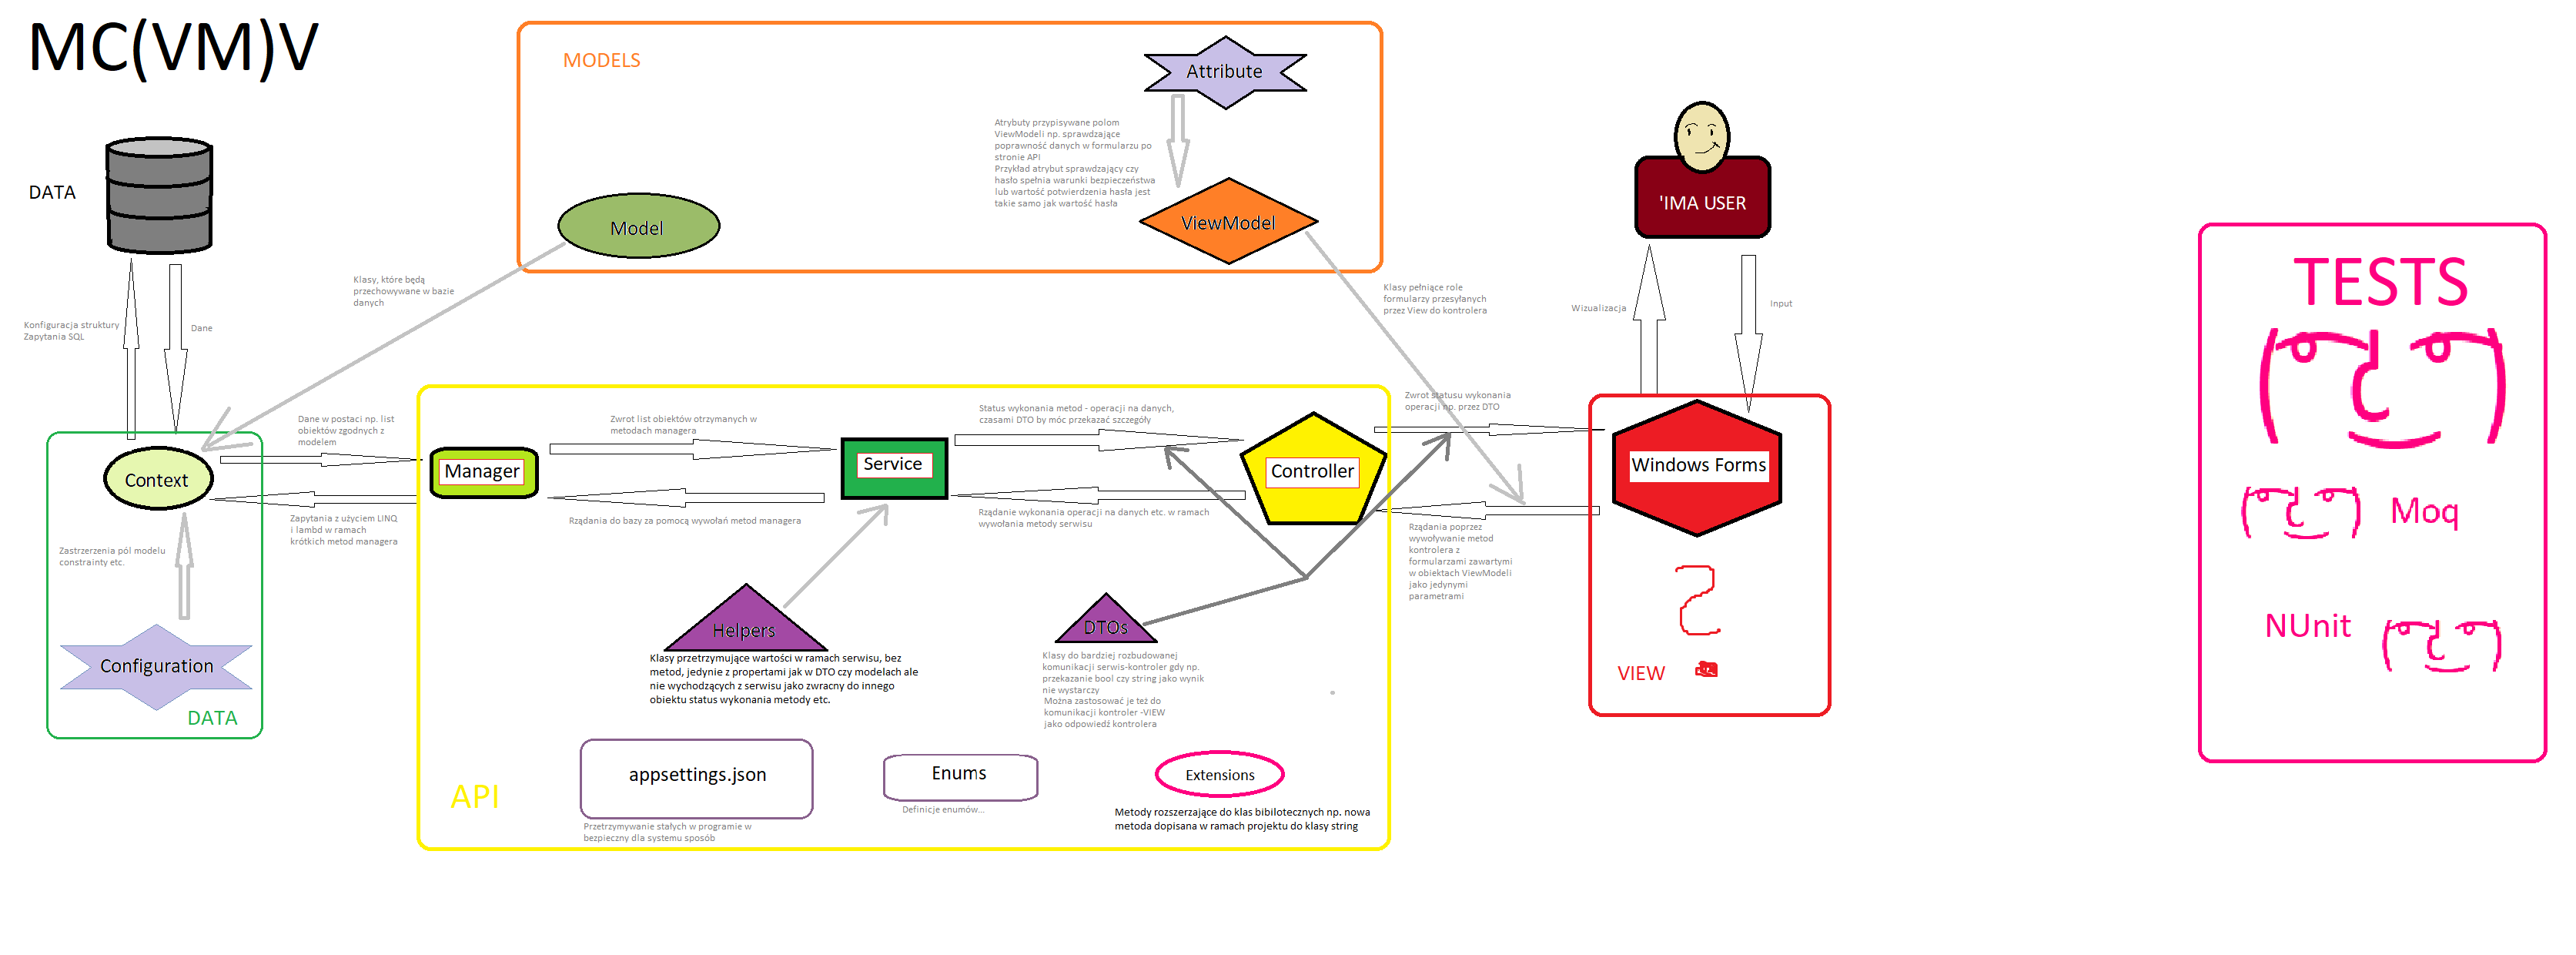 MC(VM)V
MODELS
Attribute
Atrybuty przypisywane polom
ViewModeli np. sprawdzające
poprawność danych w formularzu po
stronie API
Przykład atrybut sprawdzający czy
hasło spełnia warunki bezpieczeństwa
lub wartość potwierdzenia hasła jest
takie samo jak wartość hasła
Model
ViewModel
DATA
'IMA USER
Klasy, które będą
przechowywane w bazie
danych
Klasy pełniące role
formularzy przesyłanych
przez View do kontrolera
Konfiguracja struktury
Zapytania SQL
Dane
Wizualizacja
Input
TESTS
Moq
NUnit
Dane w postaci np. list
obiektów zgodnych z
modelem
Zwrot list obiektów otrzymanych w
metodach managera
Status wykonania metod - operacji na danych,
czasami DTO by móc przekazać szczegóły
Zwrot statusu wykonania
operacji np. przez DTO
Context
Manager
Service
Controller
Windows Forms
Zapytania z użyciem LINQ
i lambd w ramach
krótkich metod managera
Rządania do bazy za pomocą wywołań metod managera
Rządanie wykonania operacji na danych etc. w ramach
wywołania metody serwisu
Rządania poprzez
wywoływanie metod
kontrolera z
formularzami zawartymi
w obiektach ViewModeli
jako jedynymi
parametrami
Zastrzerzenia pól modelu
constrainty etc.
Configuration
DATA
Helpers
Klasy przetrzymujące wartości w ramach serwisu, bez
metod, jedynie z propertami jak w DTO czy modelach ale
nie wychodzących z serwisu jako zwracny do innego
obiektu status wykonania metody etc.
DTOs
Klasy do bardziej rozbudowanej
komunikacji serwis-kontroler gdy np.
przekazanie bool czy string jako wynik
nie wystarczy
Można zastosować je też do
komunikacji kontroler -VIEW
jako odpowiedź kontrolera
VIEW
API
appsettings.json
Przetrzymywanie stałych w programie w
bezpieczny dla systemu sposób
Enums
Definicje enumów...
Extensions
Metody rozszerzające do klas bibilotecznych np. nowa
metoda dopisana w ramach projektu do klasy string